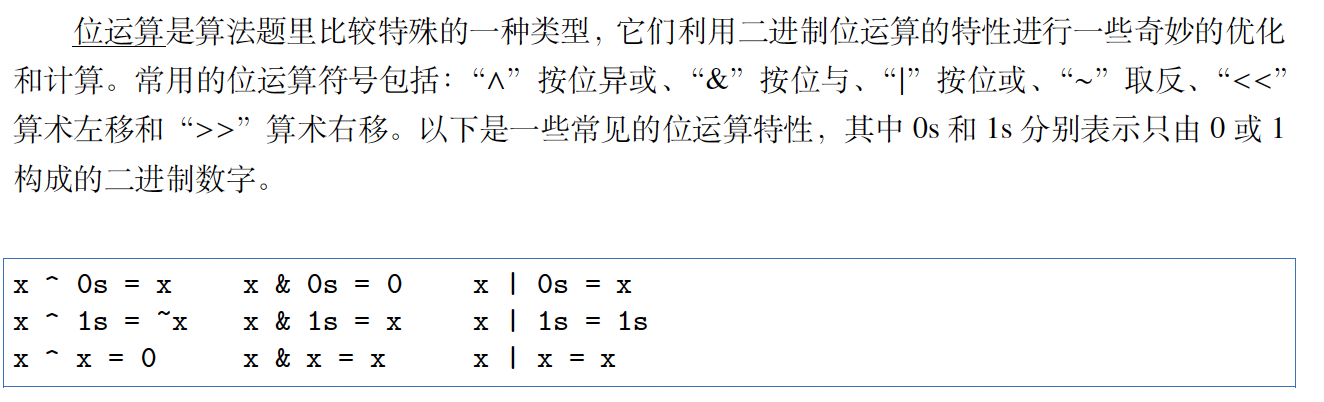 位运算是算法题里比较特殊的一种类型，它们利用二进制位运算的特性进行一些奇妙的优化
和计算。常用的位运算符号包括：“∧”按位异或、“&”按位与、“|”按位或、“~”取反、“<<”
算术左移和“>>”算术右移。以下是一些常见的位运算特性，其中 0s 和 1s 分别表示只由 0 或 1
构成的二进制数字。
x ^ 0s = x x & 0s = 0 x | 0s = x
x ^ 1s = ~x x & 1s = x x | 1s = 1s
x ^ x = 0 x & x = x x | x = x